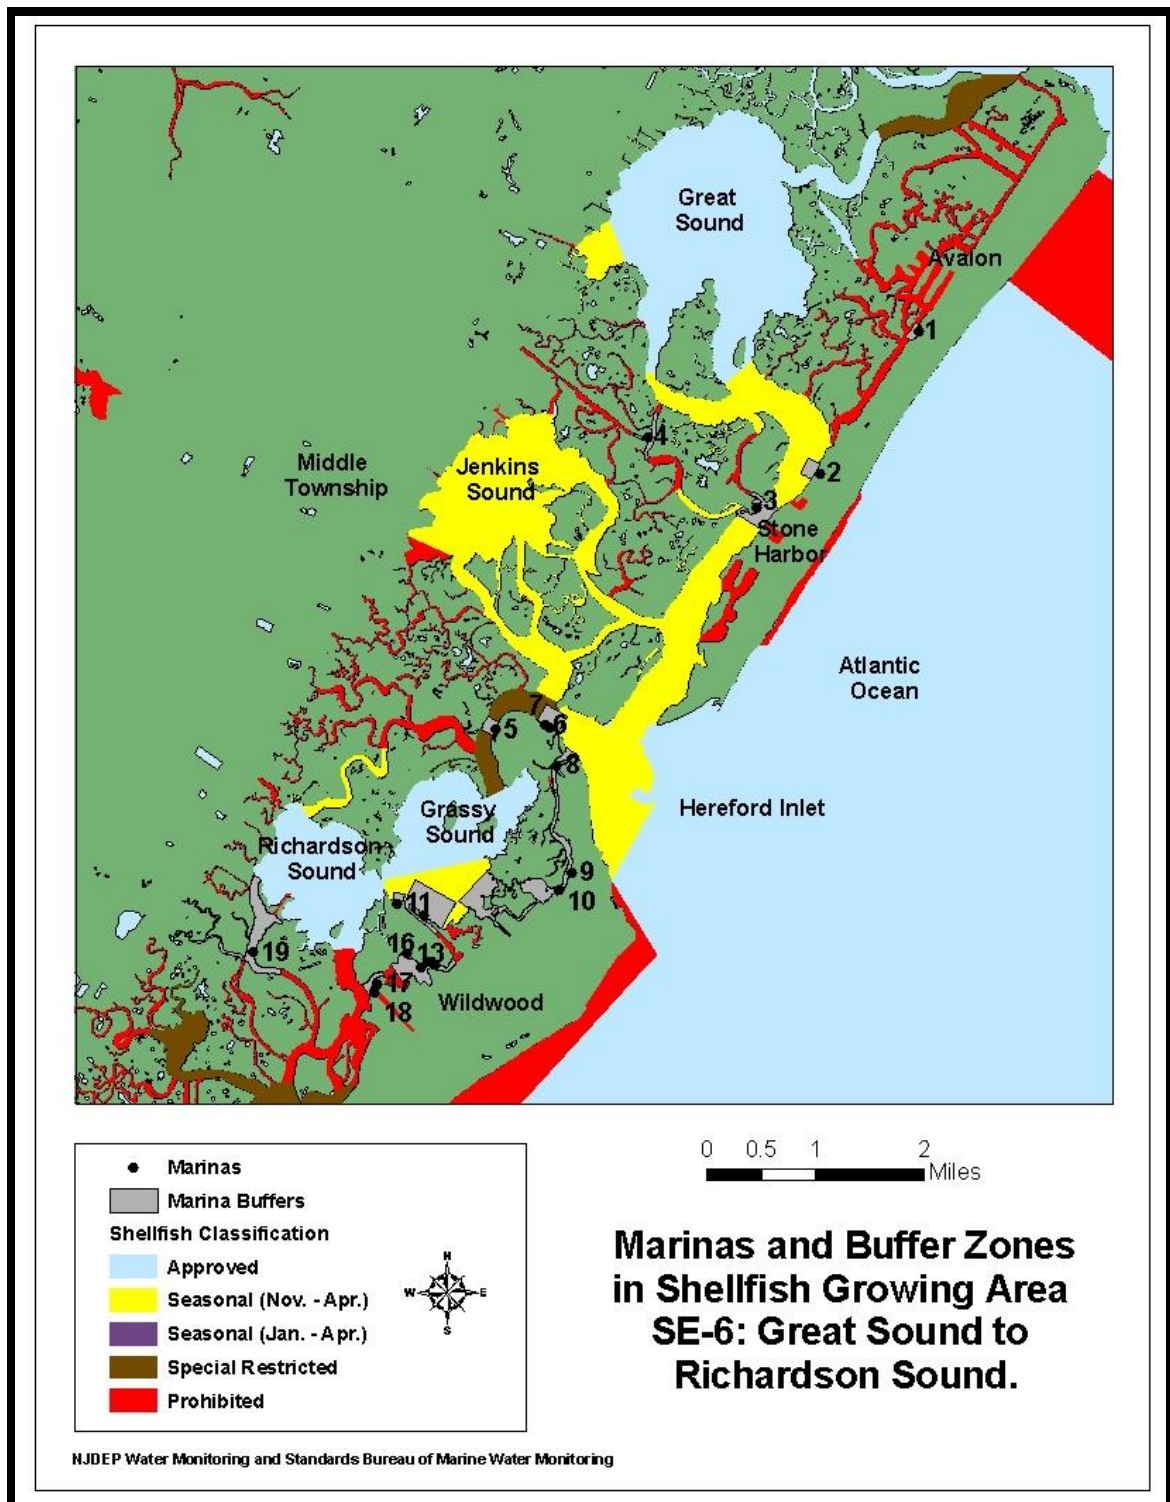 Great
Sound
Avalon
1
4
Middle
Township
Jenkins
Sound
2
3
Stone
Harbor
Atlantic
Ocean
7
6
5
8
Hereford Inlet
Grassy
Sound
Richardson
Sound
9
10
11
16
13
19
17
Wildwood
18
Marinas
Marina Buffers
Shellfish Classification
Approved
Seasonal (Nov. - Apr.)
Seasonal (Jan. - Apr.)
Special Restricted
Prohibited
N
W E
S
0 0.5 1 2
Miles
Marinas and Buffer Zones
in Shellfish Growing Area
SE-6: Great Sound to
Richardson Sound.
NJDEP Water Monitoring and Standards Bureau of Marine Water Monitoring